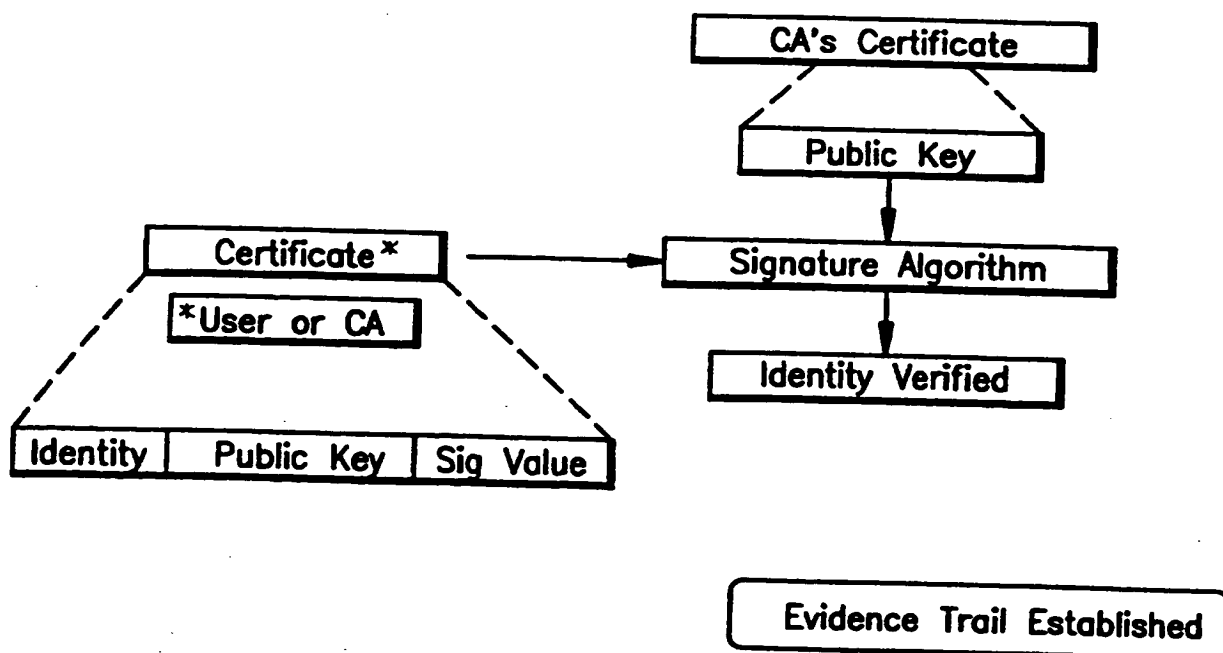 CA's Certificate
Public Key
Certificate*
Signature Algorithm
*User or CA
Identity Verified
Identity Public Key Sig Value
Evidence Trail Established